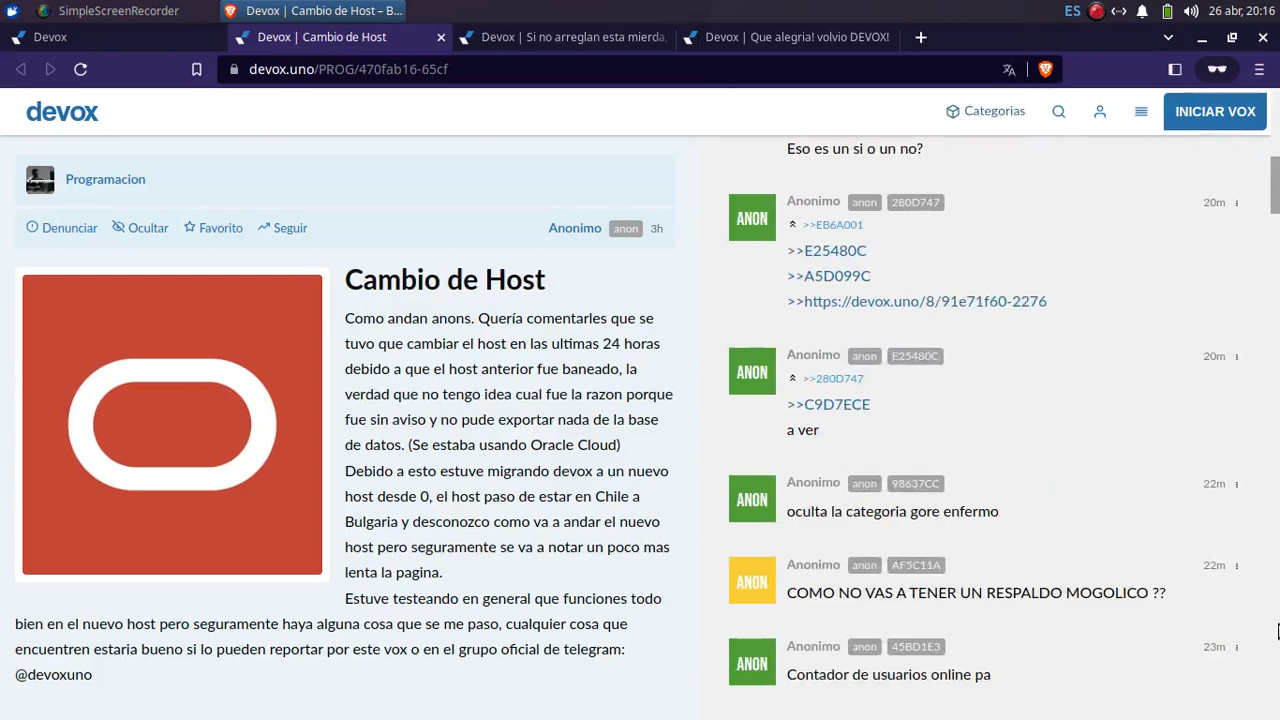 SimpleScreenRecorder
Devox | Cambio de Host – B...
ES
26 abr, 20:16
Devox
Devox | Cambio de Host
Devox | Si no arreglan esta mierda,
Devox | Que alegria! volvio DEVOX!
devox.uno/PROG/470fab16-65cf
devox
Categorias
INICIAR VOX
Programacion
Denunciar
Ocultar
Favorito
Seguir
Anonimo anon 3h
Cambio de Host
Como andan anons. Quería comentarles que se
tuvo que cambiar el host en las ultimas 24 horas
debido a que el host anterior fue baneado, la
verdad que no tengo idea cual fue la razon porque
fue sin aviso y no pude exportar nada de la base
de datos. (Se estaba usando Oracle Cloud)
Debido a esto estuve migrando devox a un nuevo
host desde 0, el host paso de estar en Chile a
Bulgaria y desconozco como va a andar el nuevo
host pero seguramente se va a notar un poco mas
lenta la pagina.
Estuve testeando en general que funciones todo
bien en el nuevo host pero seguramente haya alguna cosa que se me paso, cualquier cosa que
encuentren estaria bueno si lo pueden reportar por este vox o en el grupo oficial de telegram:
@devoxuno
Eso es un si o un no?
ANON
Anonimo anon 280D747 20m
>>EB6A001
>>E25480C
>>A5D099C
>>https://devox.uno/8/91e71f60-2276
ANON
Anonimo anon E25480C 20m
>>280D747
>>C9D7ECE
a ver
ANON
Anonimo anon 98637CC 22m
oculta la categoria gore enfermo
ANON
Anonimo anon AF5C11A 22m
COMO NO VAS A TENER UN RESPALDO MOGOLICO ??
ANON
Anonimo anon 45BD1E3 23m
Contador de usuarios online pa